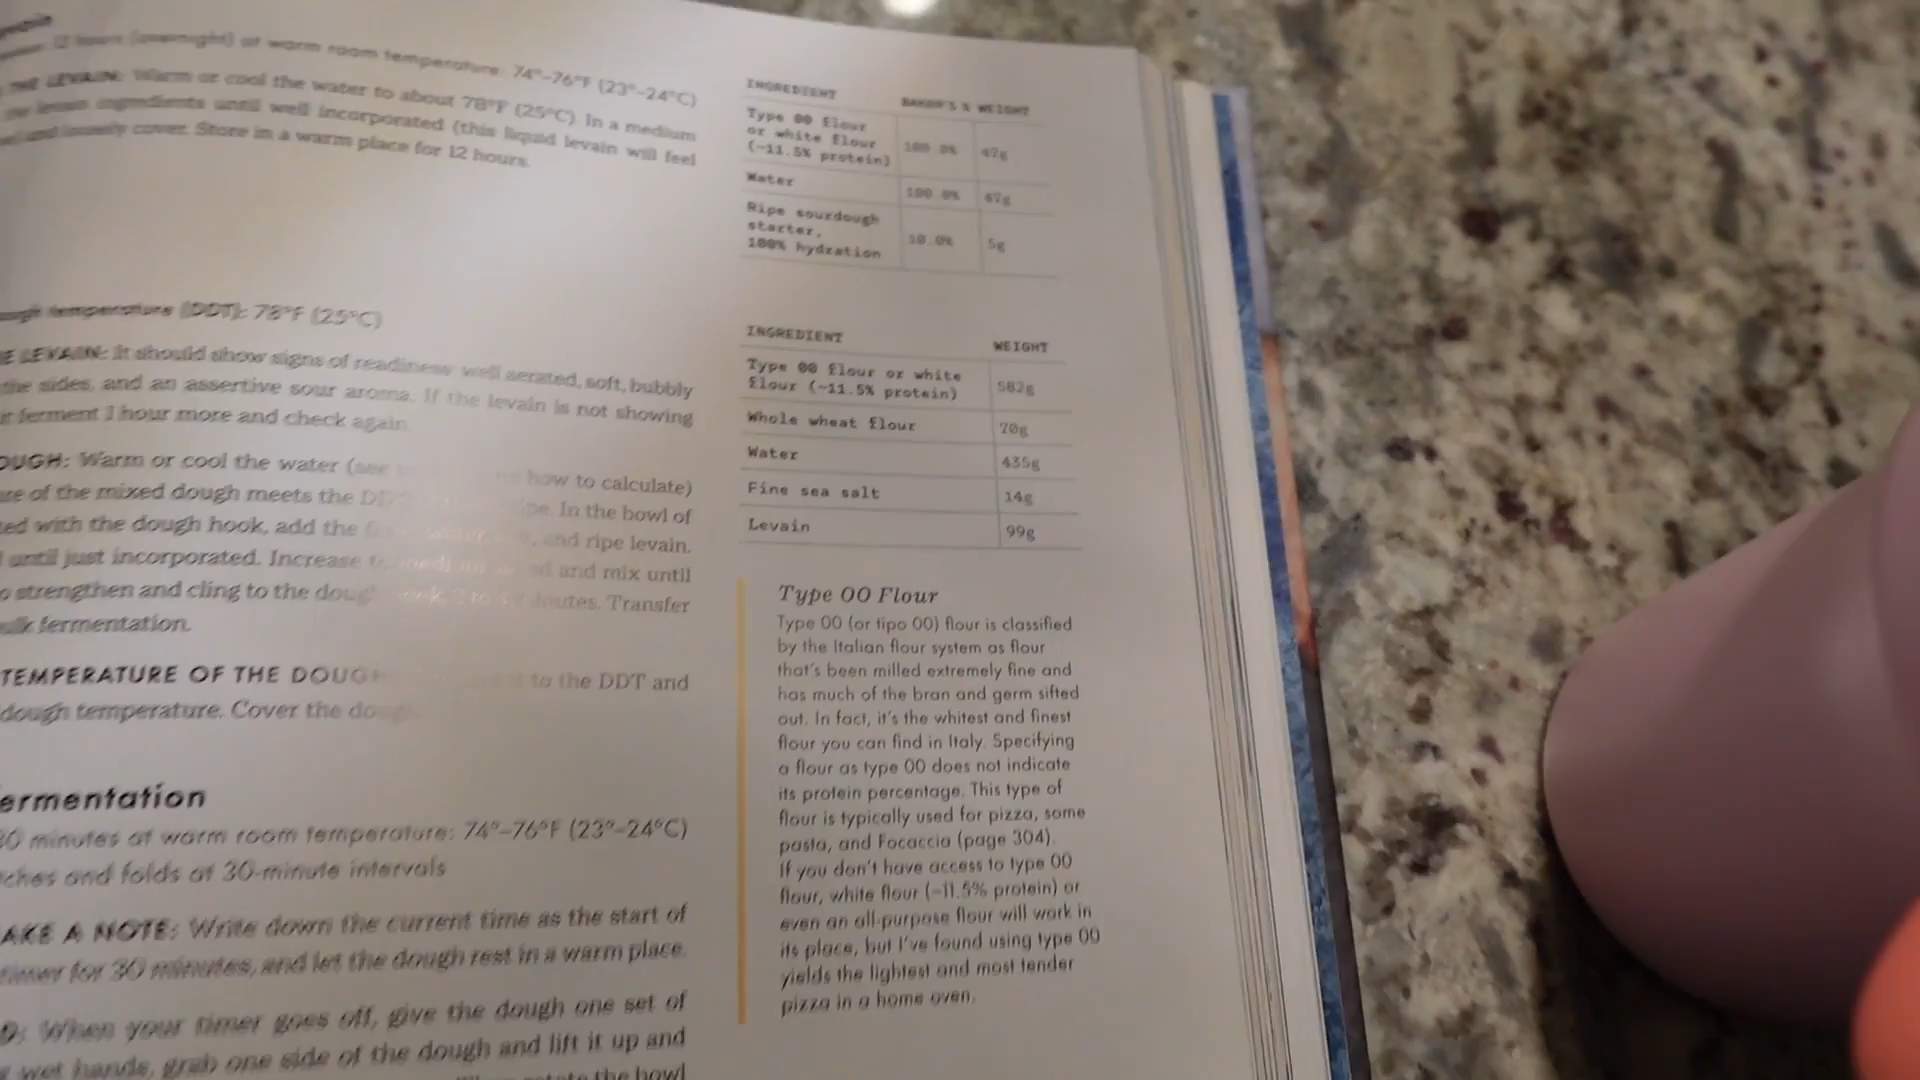 12 hours (overnight) at warm room temperature: 74°–76°F (23°–24°C)
THE LEVAIN: Warm or cool the water to about 78°F (25°C). In a medium
ingredients until well incorporated (this liquid levain will feel
and loosely cover. Store in a warm place for 12 hours.
temperature (DDT): 78°F (25°C)
E LEVAIN: It should show signs of readiness: well aerated, soft, bubbly
the sides, and an assertive sour aroma. If the levain is not showing
it ferment 1 hour more and check again.
OUGH: Warm or cool the water (see how to calculate)
re of the mixed dough meets the DDT In the bowl of
ed with the dough hook, add the and ripe levain.
until just incorporated. Increase to medium and mix until
o strengthen and cling to the dough minutes. Transfer
ulk fermentation.
TEMPERATURE OF THE DOUGH to the DDT and
dough temperature. Cover the dough
ermentation
30 minutes at warm room temperature: 74°–76°F (23°–24°C)
ches and folds at 30-minute intervals
AKE A NOTE: Write down the current time as the start of
timer for 30 minutes, and let the dough rest in a warm place.
D: When your timer goes off, give the dough one set of
wet hands, grab one side of the dough and lift it up and
the bowl
INGREDIENT BAKER'S % WEIGHT
Type 00 flour
or white flour
(~11.5% protein) 100.0% 47g
Water 100.0% 47g
Ripe sourdough
starter,
100% hydration 10.0% 5g
INGREDIENT WEIGHT
Type 00 flour or white
flour (~11.5% protein) 582g
Whole wheat flour 70g
Water 435g
Fine sea salt 14g
Levain 99g
Type 00 Flour
Type 00 (or tipo 00) flour is classified
by the Italian flour system as flour
that's been milled extremely fine and
has much of the bran and germ sifted
out. In fact, it's the whitest and finest
flour you can find in Italy. Specifying
a flour as type 00 does not indicate
its protein percentage. This type of
flour is typically used for pizza, some
pasta, and Focaccia (page 304).
If you don't have access to type 00
flour, white flour (~11.5% protein) or
even an all-purpose flour will work in
its place, but I've found using type 00
yields the lightest and most tender
pizza in a home oven.